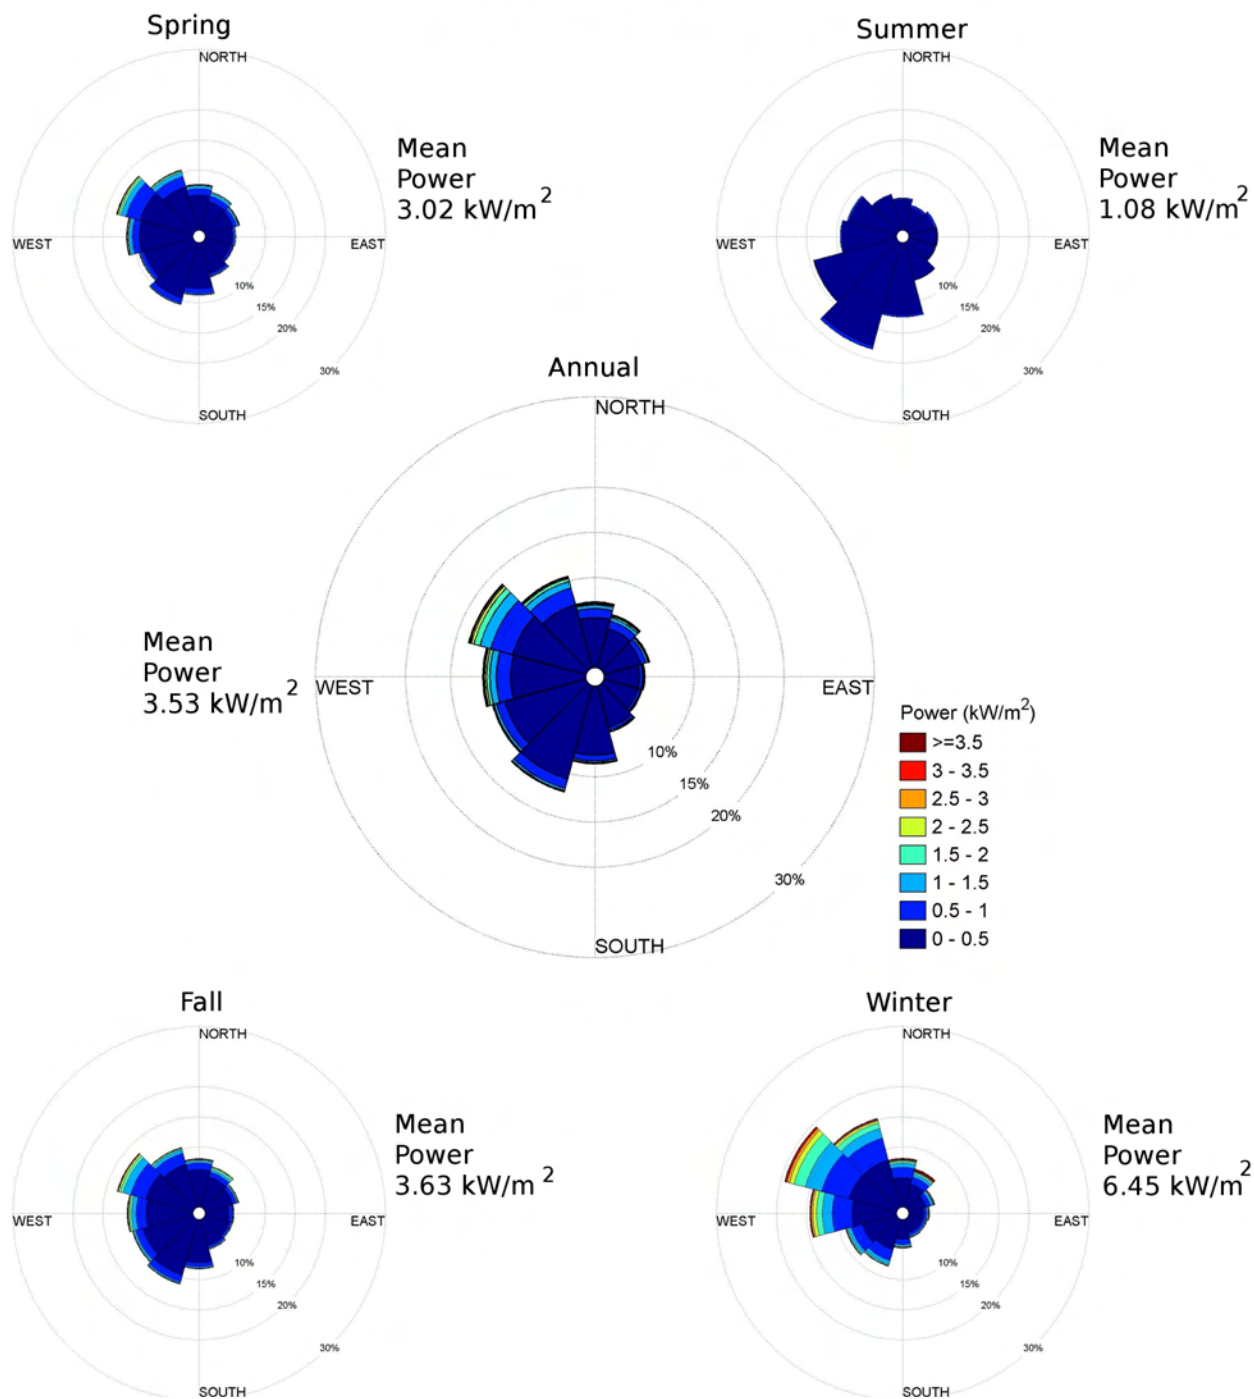 Spring
NORTH
WEST
EAST
SOUTH
10%
15%
20%
30%
Mean
Power
3.02 kW/m²
Summer
NORTH
WEST
EAST
SOUTH
10%
15%
20%
30%
Mean
Power
1.08 kW/m²
Annual
NORTH
WEST
EAST
SOUTH
10%
15%
20%
30%
Mean
Power
3.53 kW/m²
Power (kW/m²)
>=3.5
3 - 3.5
2.5 - 3
2 - 2.5
1.5 - 2
1 - 1.5
0.5 - 1
0 - 0.5
Fall
NORTH
WEST
EAST
SOUTH
10%
15%
20%
30%
Mean
Power
3.63 kW/m²
Winter
NORTH
WEST
EAST
SOUTH
10%
15%
20%
30%
Mean
Power
6.45 kW/m²